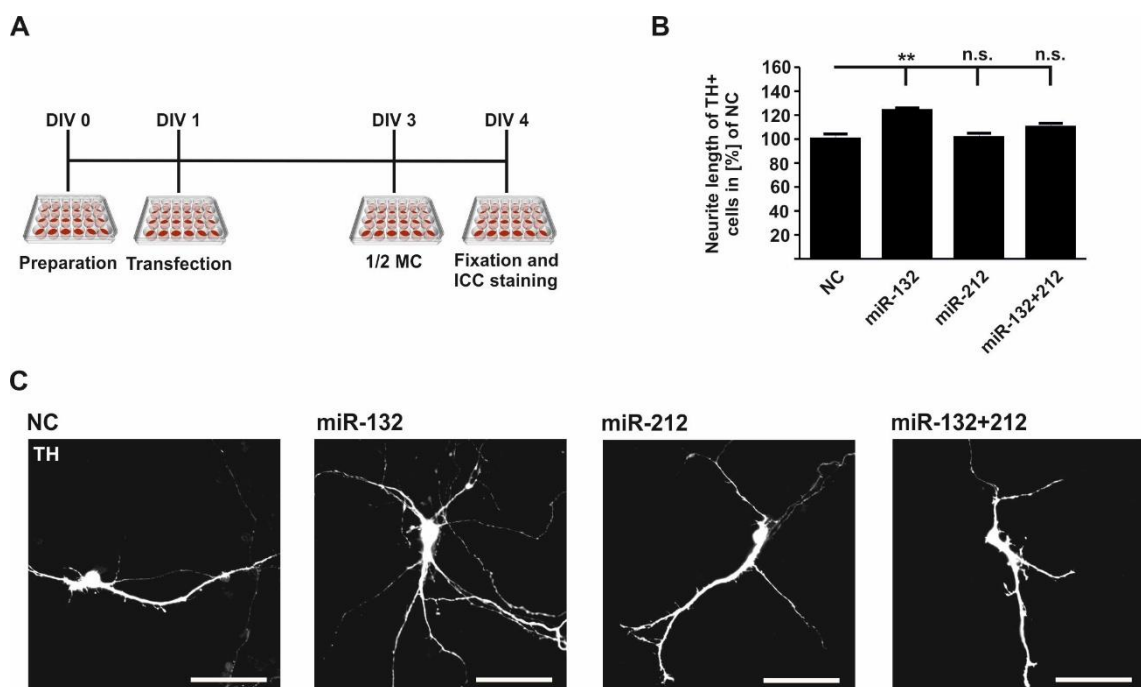 A
DIV 0 DIV 1 DIV 3 DIV 4
Preparation Transfection 1/2 MC Fixation and
ICC staining
B
Neurite length of TH+
cells in [%] of NC
** n.s. n.s.
160
140
120
100
80
60
40
20
NC miR-132 miR-212 miR-132+212
C
NC miR-132 miR-212 miR-132+212
TH